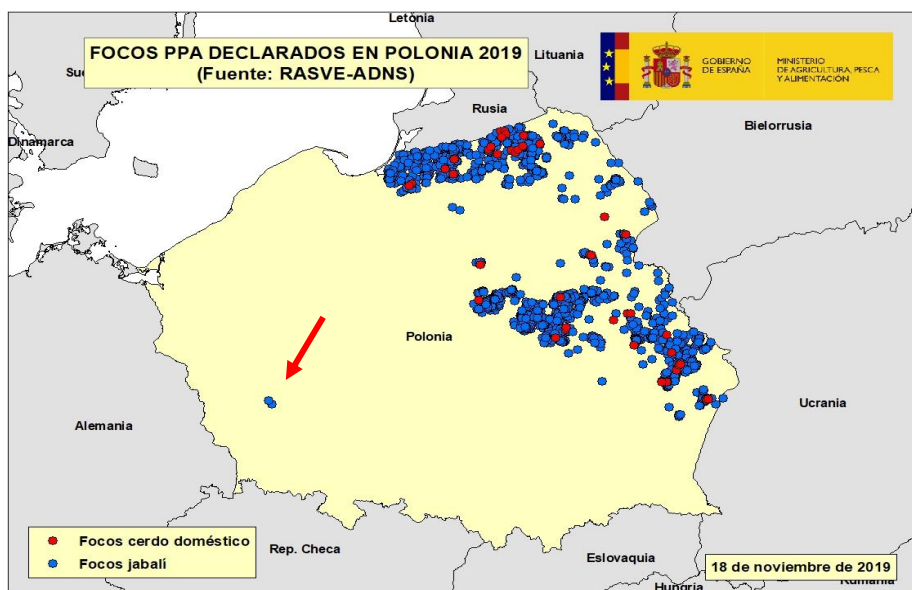 Letonia
FOCOS PPA DECLARADOS EN POLONIA 2019
(Fuente: RASVE-ADNS)
Lituania
GOBIERNO
DE ESPAÑA
MINISTERIO
DE AGRICULTURA, PESCA
Y ALIMENTACIÓN
Rusia
Bielorrusia
Dinamarca
Polonia
Ucrania
Alemania
Focos cerdo doméstico
Focos jabalí
Rep. Checa
Eslovaquia
18 de noviembre de 2019
Hungría
Rumania